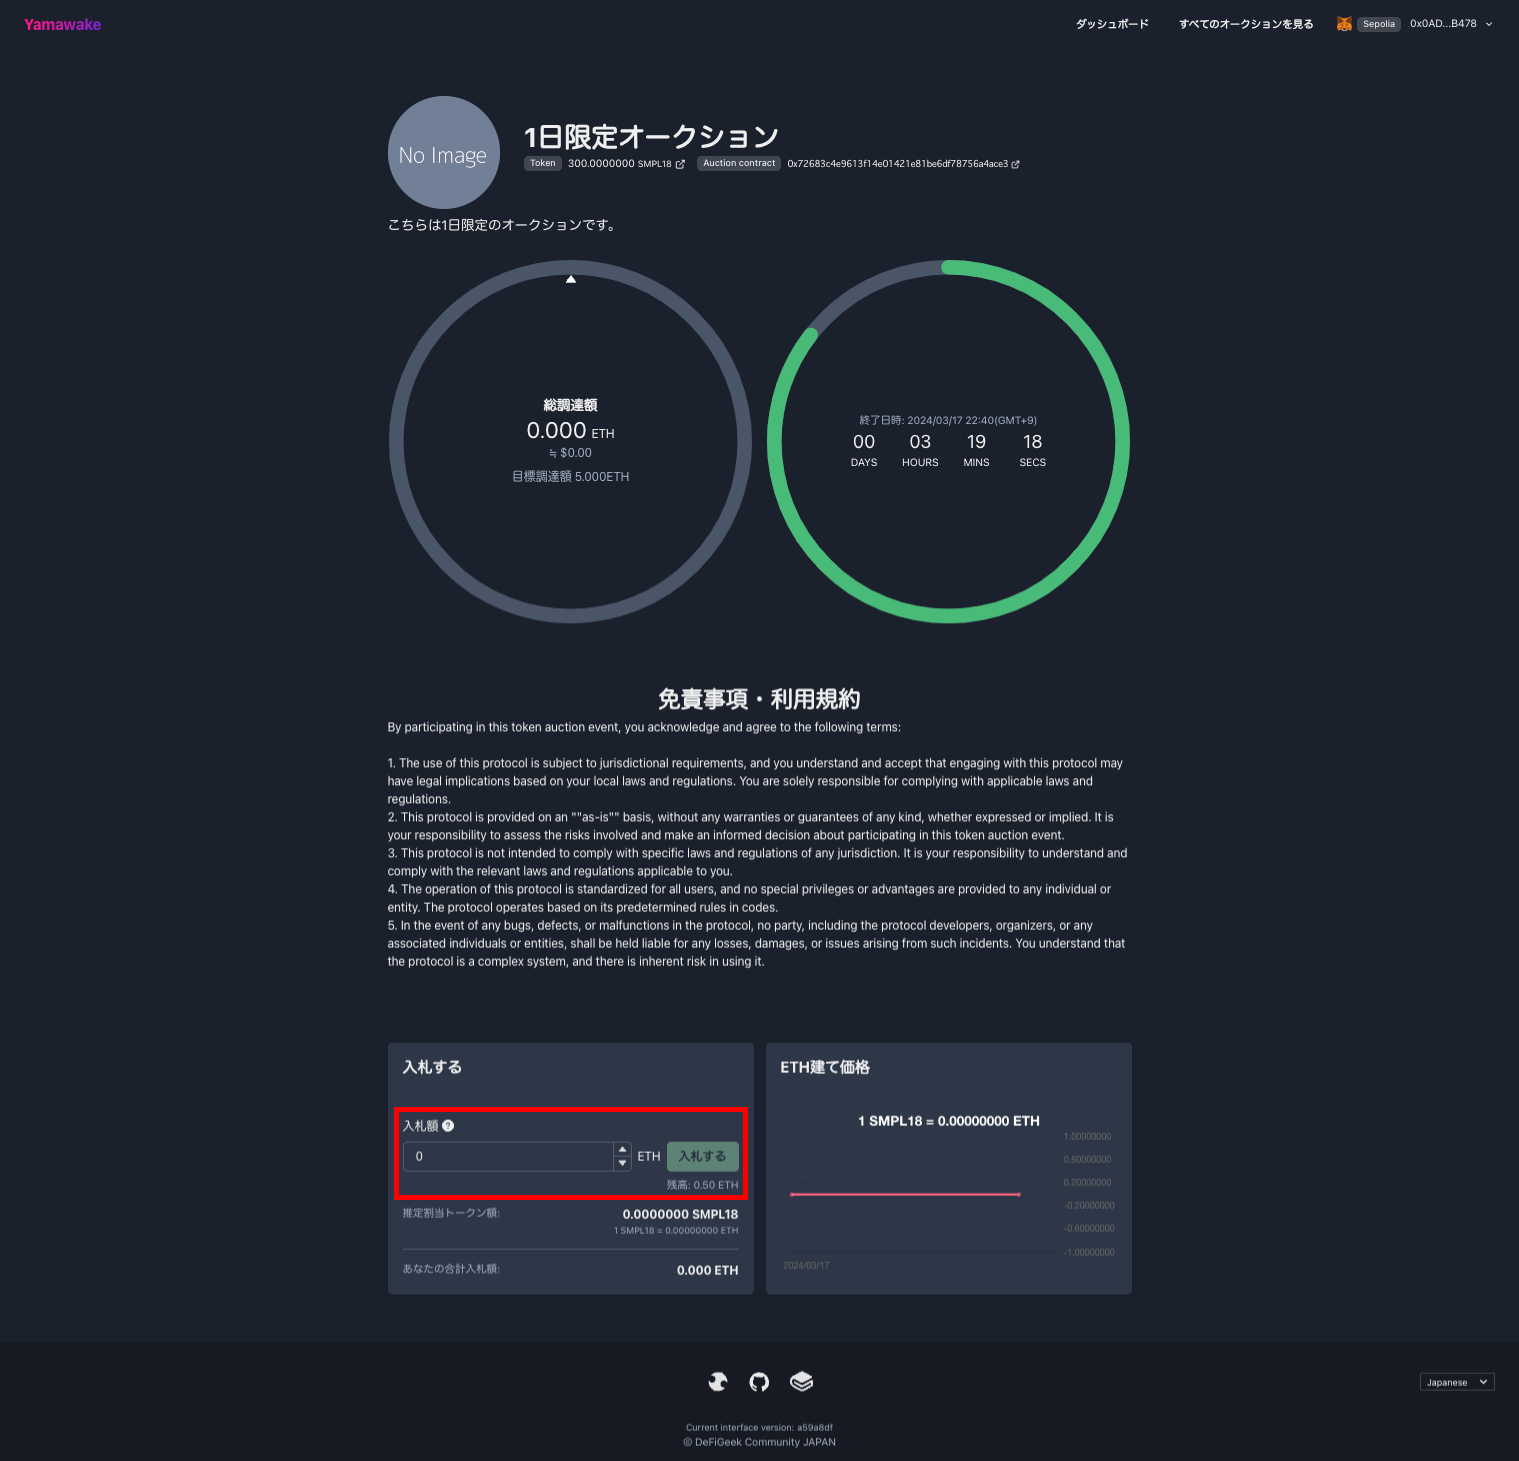 Yamawake
ダッシュボード
すべてのオークションを見る
Sepolia
0x0AD...B478
No Image
1日限定オークション
Token 300.0000000 SMPL18 Auction contract 0x72683c4e9613f14e01421e81be6df78756a4ace3
こちらは1日限定のオークションです。
総調達額
0.000 ETH
≒ $0.00
目標調達額 5.000ETH
終了日時: 2024/03/17 22:40(GMT+9)
00 03 19 18
DAYS HOURS MINS SECS
免責事項・利用規約
By participating in this token auction event, you acknowledge and agree to the following terms:
1. The use of this protocol is subject to jurisdictional requirements, and you understand and accept that engaging with this protocol may
have legal implications based on your local laws and regulations. You are solely responsible for complying with applicable laws and
regulations.
2. This protocol is provided on an ""as-is"" basis, without any warranties or guarantees of any kind, whether expressed or implied. It is
your responsibility to assess the risks involved and make an informed decision about participating in this token auction event.
3. This protocol is not intended to comply with specific laws and regulations of any jurisdiction. It is your responsibility to understand and
comply with the relevant laws and regulations applicable to you.
4. The operation of this protocol is standardized for all users, and no special privileges or advantages are provided to any individual or
entity. The protocol operates based on its predetermined rules in codes.
5. In the event of any bugs, defects, or malfunctions in the protocol, no party, including the protocol developers, organizers, or any
associated individuals or entities, shall be held liable for any losses, damages, or issues arising from such incidents. You understand that
the protocol is a complex system, and there is inherent risk in using it.
入札する
入札額 ?
0 ETH 入札する
残高: 0.50 ETH
推定割当トークン額: 0.0000000 SMPL18
1 SMPL18 = 0.00000000 ETH
あなたの合計入札額: 0.000 ETH
ETH建て価格
1 SMPL18 = 0.00000000 ETH
1.00000000
0.60000000
0.20000000
-0.20000000
-0.60000000
-1.00000000
2024/03/17
Japanese
Current interface version: a59a8df
© DeFiGeek Community JAPAN